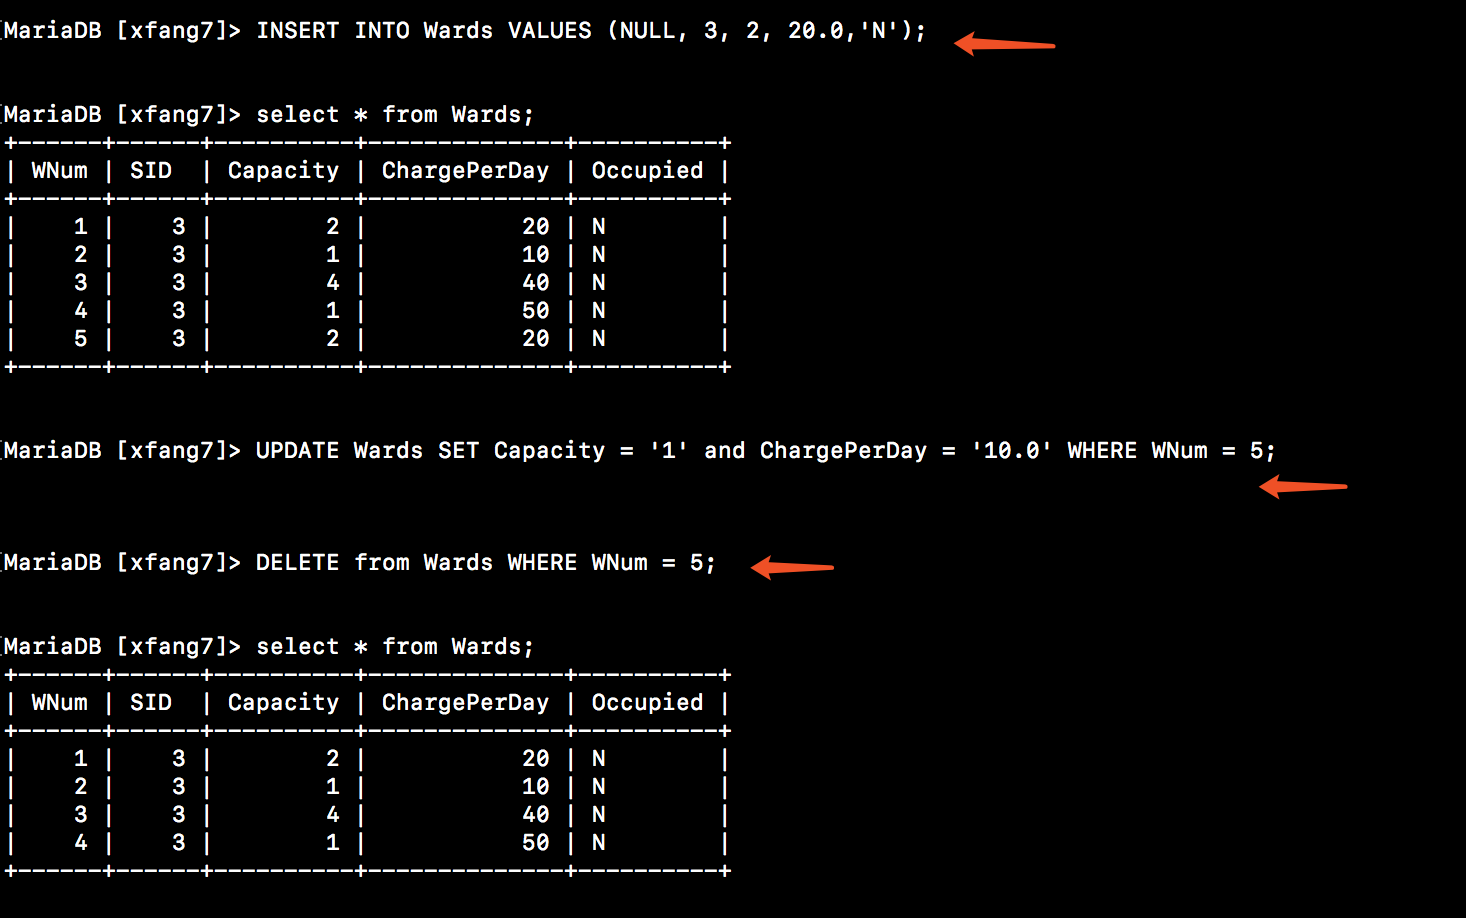 MariaDB [xfang7]> INSERT INTO Wards VALUES (NULL, 3, 2, 20.0,'N');
MariaDB [xfang7]> select * from Wards;
+------+------+----------+--------------+----------+
| WNum | SID  | Capacity | ChargePerDay | Occupied |
+------+------+----------+--------------+----------+
|    1 |    3 |        2 |           20 | N        |
|    2 |    3 |        1 |           10 | N        |
|    3 |    3 |        4 |           40 | N        |
|    4 |    3 |        1 |           50 | N        |
|    5 |    3 |        2 |           20 | N        |
+------+------+----------+--------------+----------+
MariaDB [xfang7]> UPDATE Wards SET Capacity = '1' and ChargePerDay = '10.0' WHERE WNum = 5;
MariaDB [xfang7]> DELETE from Wards WHERE WNum = 5;
MariaDB [xfang7]> select * from Wards;
+------+------+----------+--------------+----------+
| WNum | SID  | Capacity | ChargePerDay | Occupied |
+------+------+----------+--------------+----------+
|    1 |    3 |        2 |           20 | N        |
|    2 |    3 |        1 |           10 | N        |
|    3 |    3 |        4 |           40 | N        |
|    4 |    3 |        1 |           50 | N        |
+------+------+----------+--------------+----------+